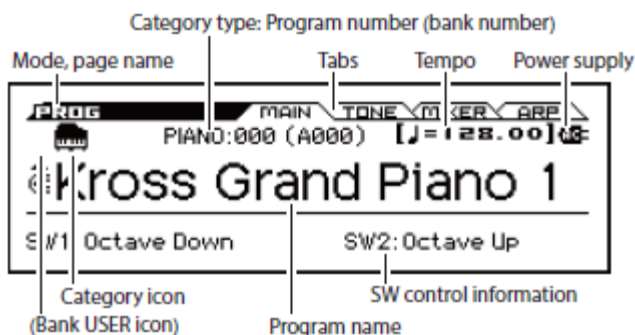 Category type: Program number (bank number)
Mode, page name Tabs Tempo Power supply
PROG MAIN TONE MIXER ARP
PIANO:000 (A000) [♩=128.00]
Kross Grand Piano 1
SW1: Octave Down SW2: Octave Up
Category icon SW control information
(Bank USER icon) Program name